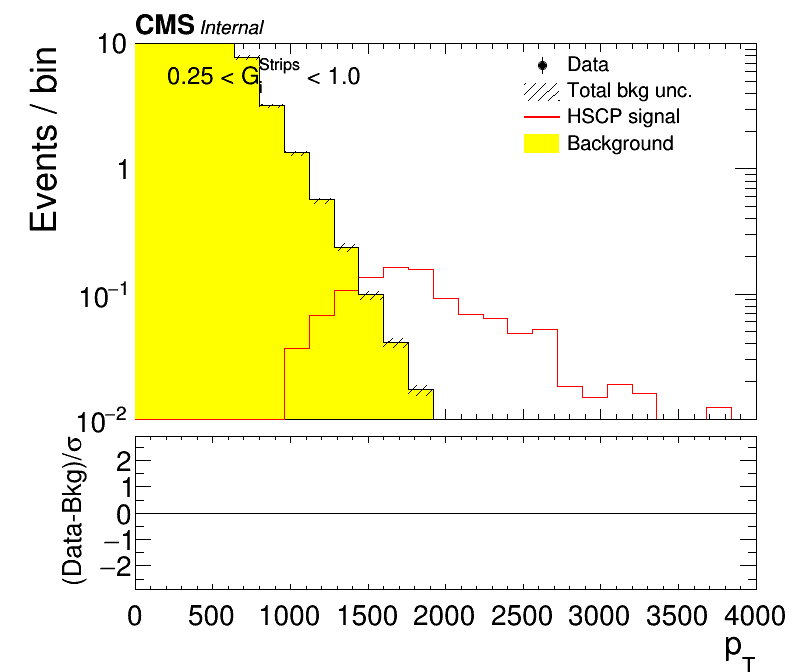 CMS Internal
0.25 < G_i^Strips < 1.0
Data
Total bkg unc.
HSCP signal
Background
Events / bin
10
1
10^−1
10^−2
(Data-Bkg)/σ
2
1
0
−1
−2
0 500 1000 1500 2000 2500 3000 3500 4000
p_T